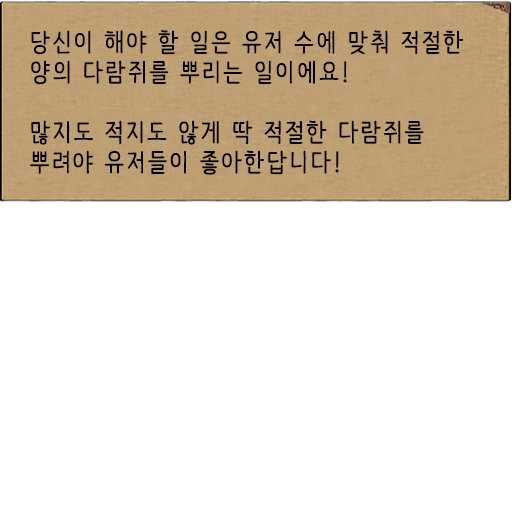 당신이 해야 할 일은 유저 수에 맞춰 적절한
양의 다람쥐를 뿌리는 일이에요!
많지도 적지도 않게 딱 적절한 다람쥐를
뿌려야 유저들이 좋아한답니다!